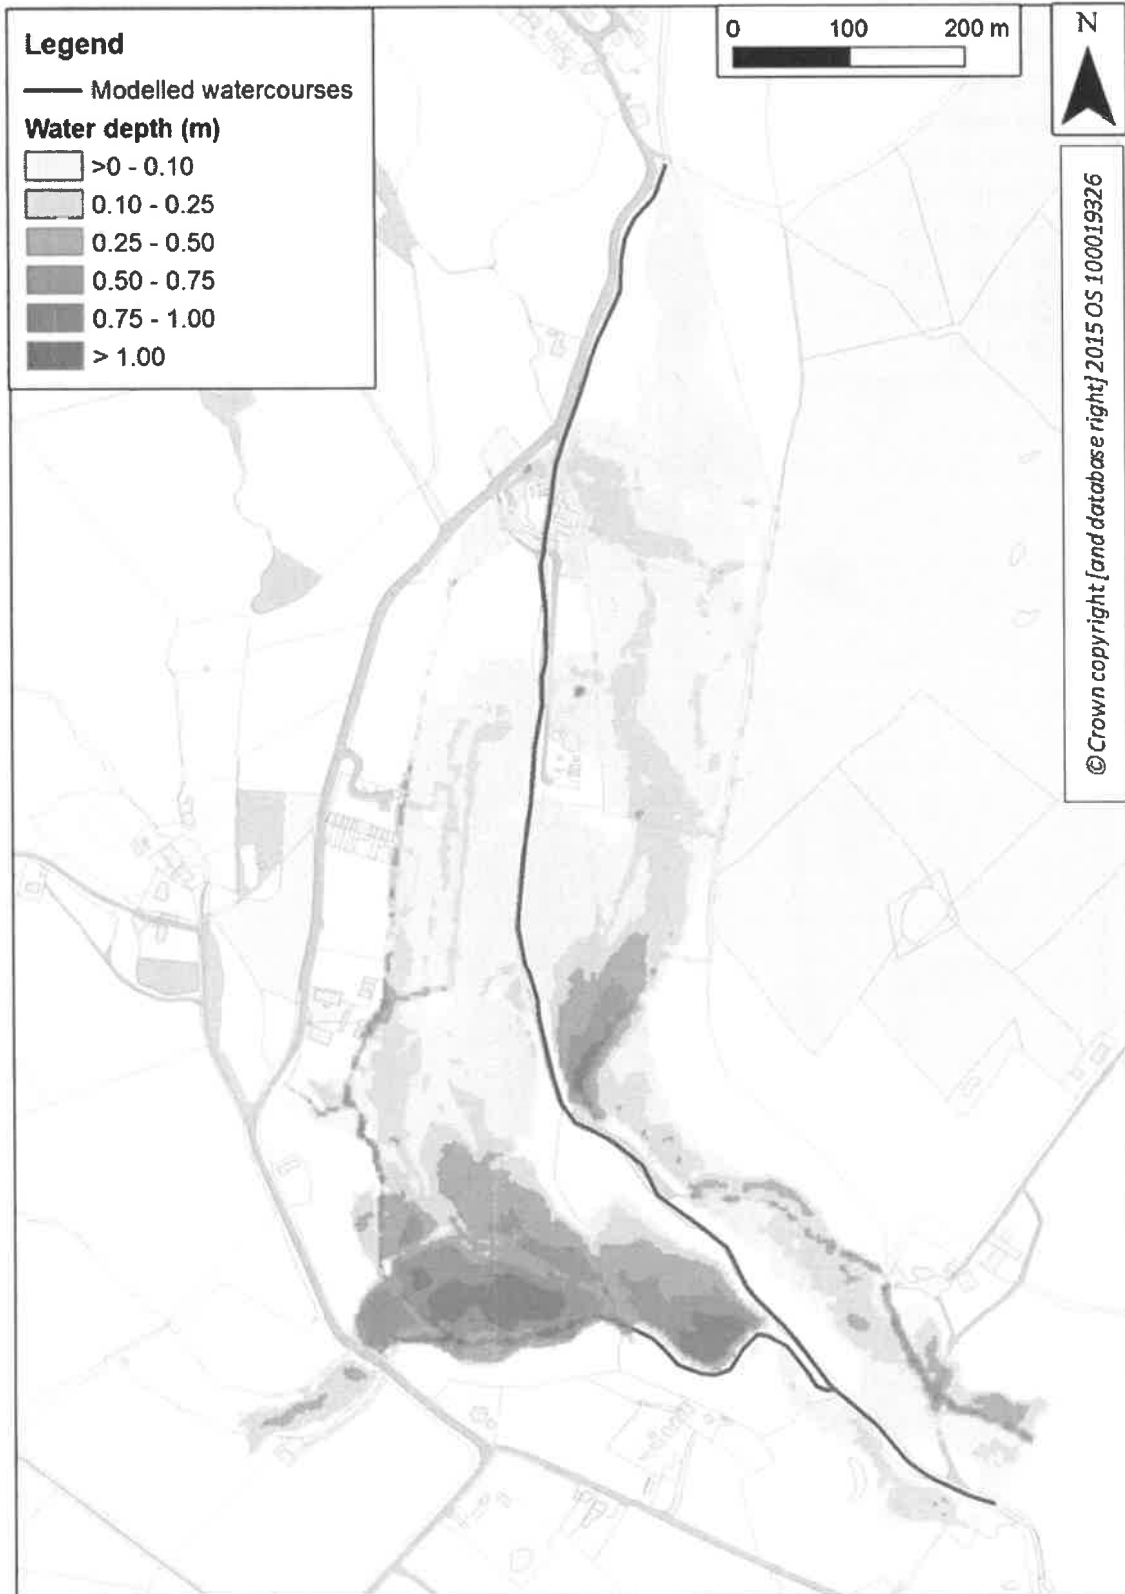 Legend
Modelled watercourses
Water depth (m)
>0 - 0.10
0.10 - 0.25
0.25 - 0.50
0.50 - 0.75
0.75 - 1.00
> 1.00
0 100 200 m
N
© Crown copyright [and database right] 2015 OS 100019326